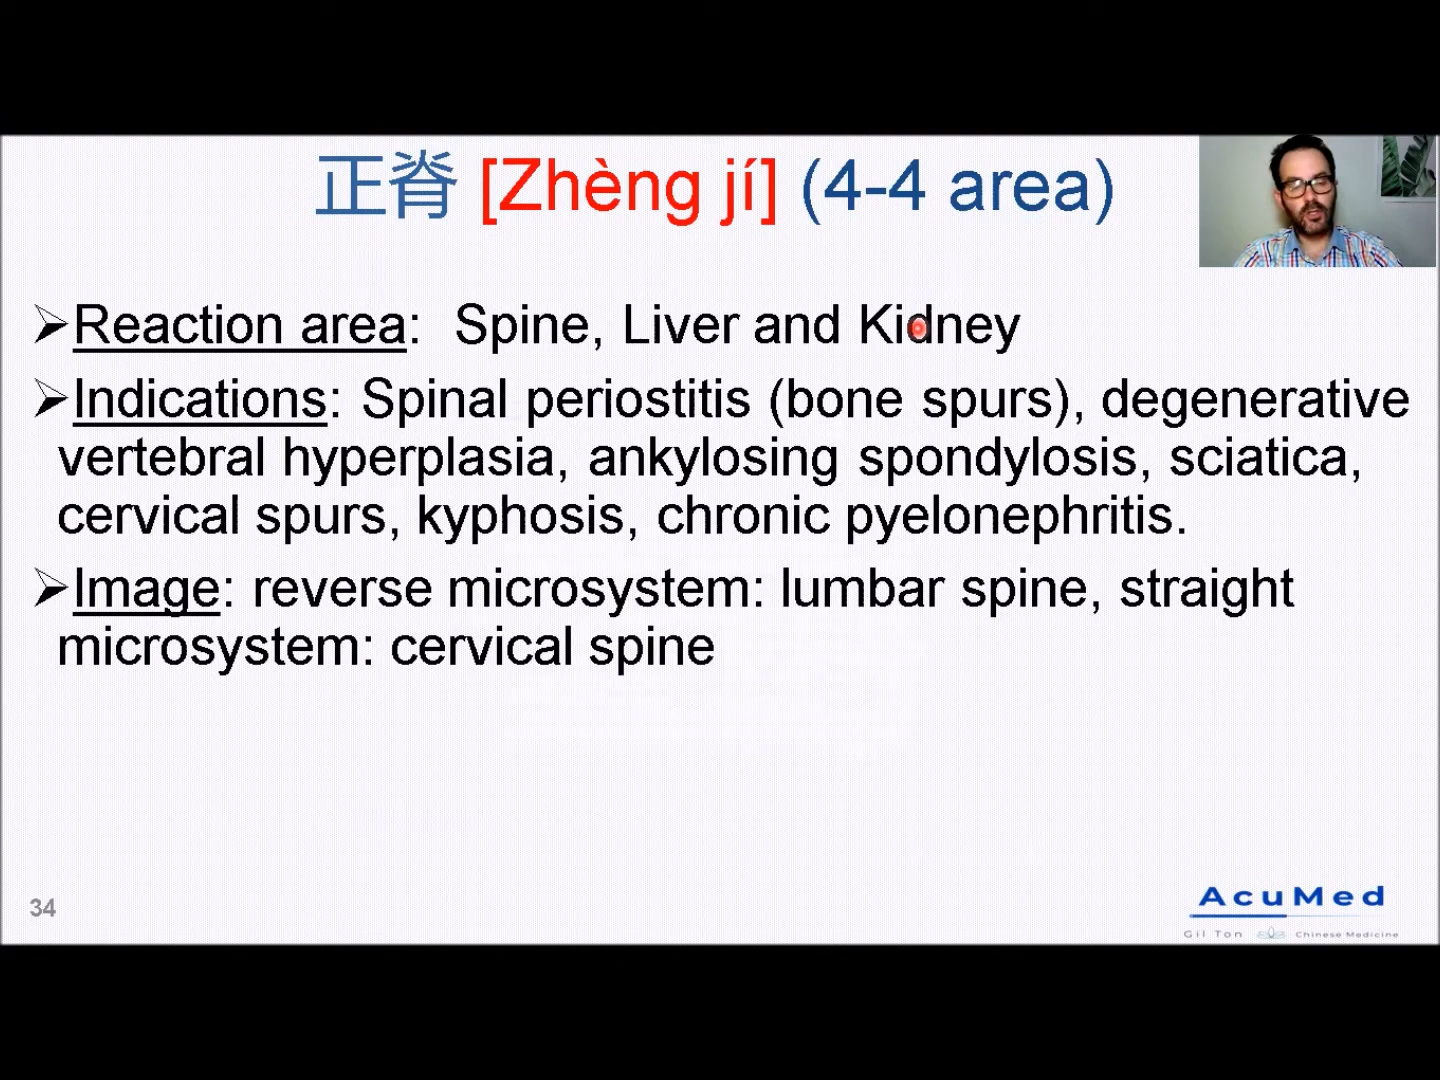 正脊 [Zhèng jí] (4-4 area)
➢Reaction area:  Spine, Liver and Kidney
➢Indications: Spinal periostitis (bone spurs), degenerative
vertebral hyperplasia, ankylosing spondylosis, sciatica,
cervical spurs, kyphosis, chronic pyelonephritis.
➢Image: reverse microsystem: lumbar spine, straight
microsystem: cervical spine
34
AcuMed
Gil Ton Chinese Medicine